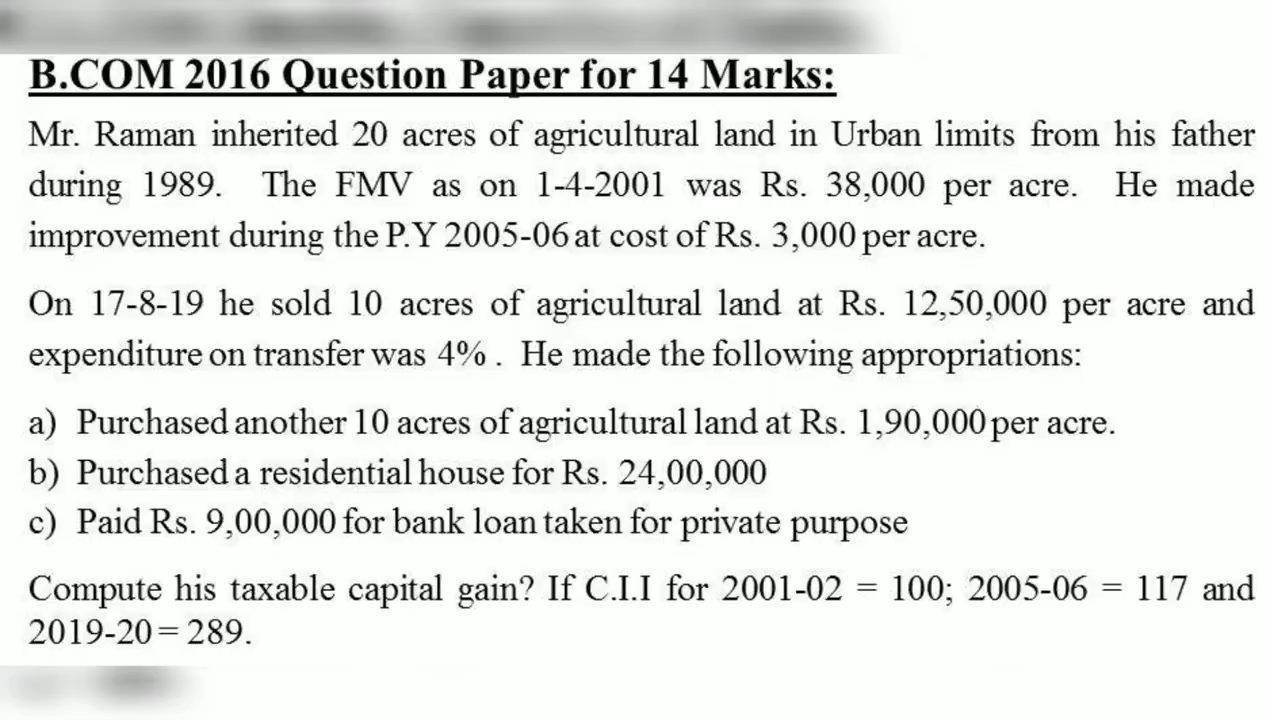 B.COM 2016 Question Paper for 14 Marks:
Mr. Raman inherited 20 acres of agricultural land in Urban limits from his father
during 1989. The FMV as on 1-4-2001 was Rs. 38,000 per acre. He made
improvement during the P.Y 2005-06 at cost of Rs. 3,000 per acre.
On 17-8-19 he sold 10 acres of agricultural land at Rs. 12,50,000 per acre and
expenditure on transfer was 4% . He made the following appropriations:
a) Purchased another 10 acres of agricultural land at Rs. 1,90,000 per acre.
b) Purchased a residential house for Rs. 24,00,000
c) Paid Rs. 9,00,000 for bank loan taken for private purpose
Compute his taxable capital gain? If C.I.I for 2001-02 = 100; 2005-06 = 117 and
2019-20 = 289.